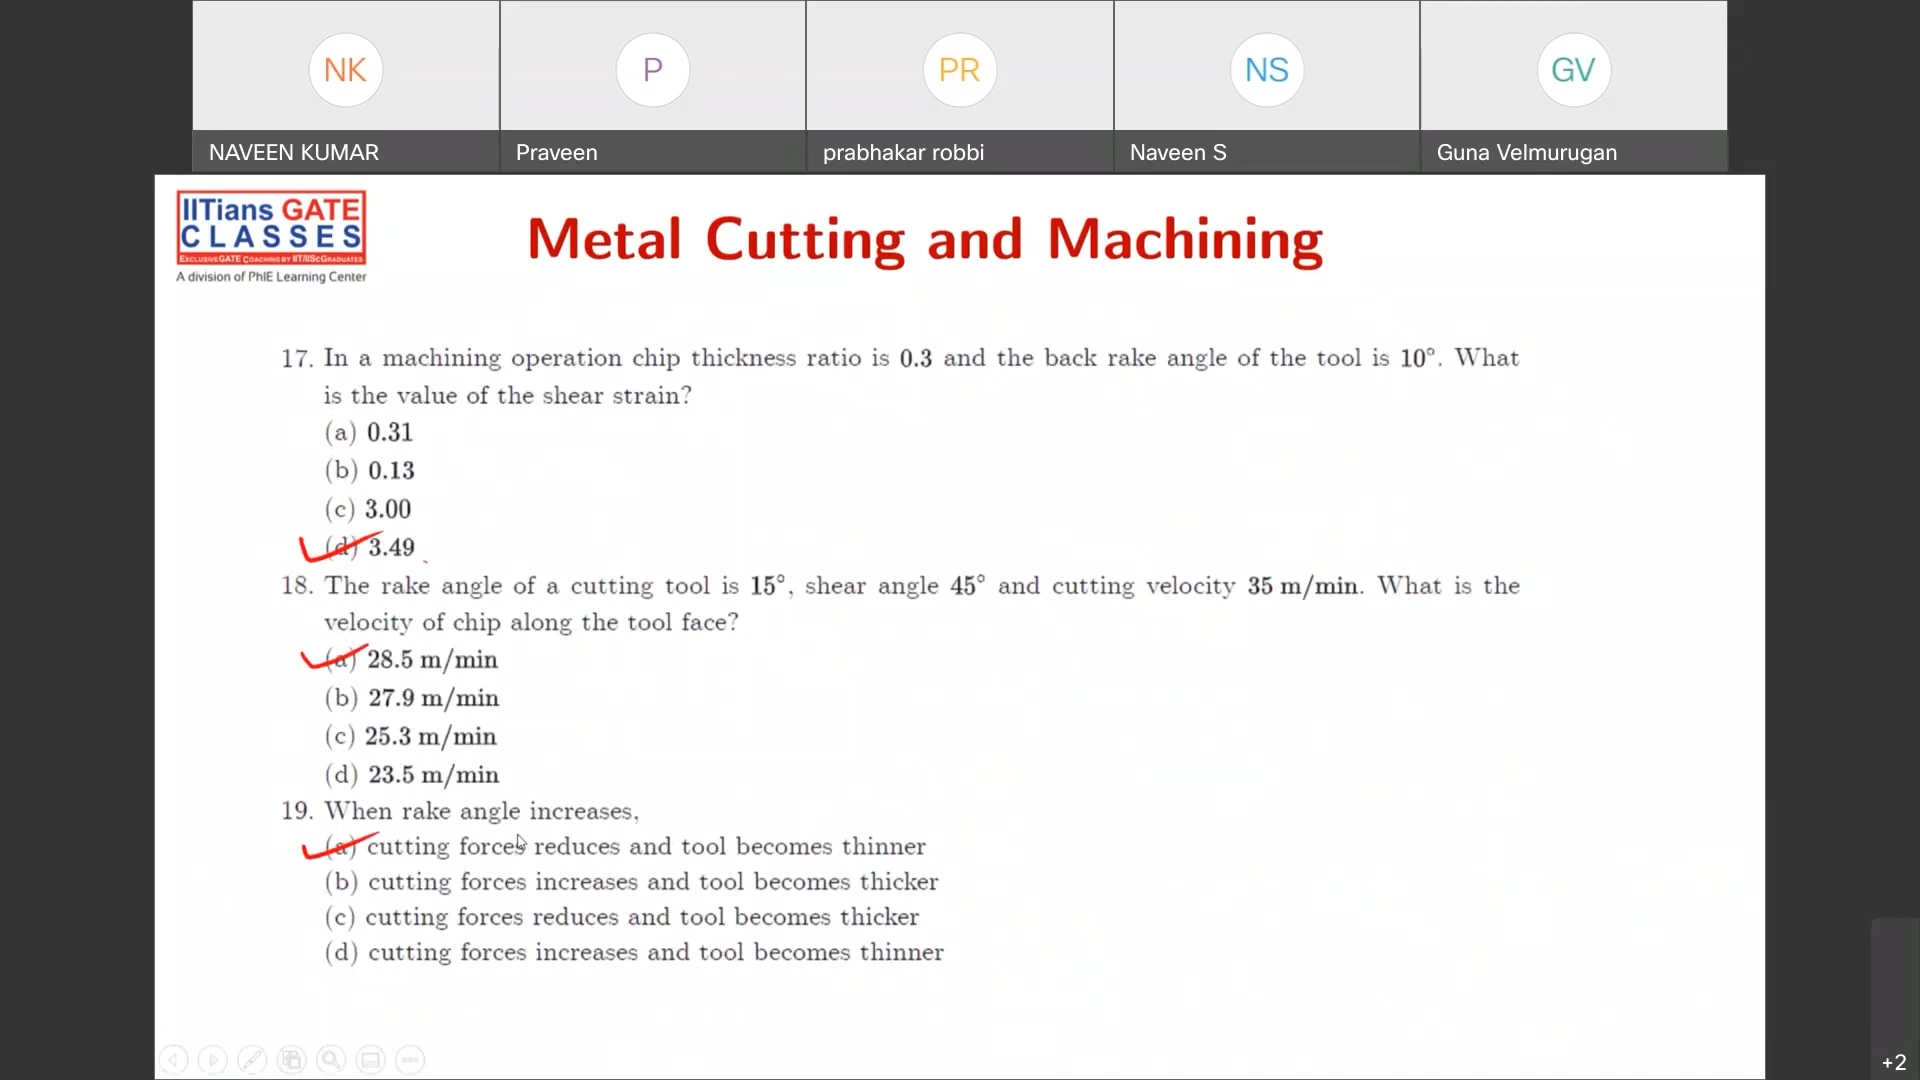 NK
P
PR
NS
GV
NAVEEN KUMAR
Praveen
prabhakar robbi
Naveen S
Guna Velmurugan
IITians GATE
CLASSES
EXCLUSIVE GATE COACHING BY IIT/IISc GRADUATES
A division of PhIE Learning Center
Metal Cutting and Machining
17. In a machining operation chip thickness ratio is 0.3 and the back rake angle of the tool is 10°. What
is the value of the shear strain?
(a) 0.31
(b) 0.13
(c) 3.00
(d) 3.49
18. The rake angle of a cutting tool is 15°, shear angle 45° and cutting velocity 35 m/min. What is the
velocity of chip along the tool face?
(a) 28.5 m/min
(b) 27.9 m/min
(c) 25.3 m/min
(d) 23.5 m/min
19. When rake angle increases,
(a) cutting forces reduces and tool becomes thinner
(b) cutting forces increases and tool becomes thicker
(c) cutting forces reduces and tool becomes thicker
(d) cutting forces increases and tool becomes thinner
+2